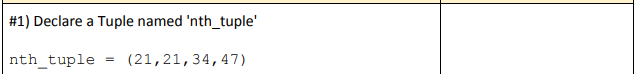 #1) Declare a Tuple named 'nth_tuple'
nth_tuple = (21,21,34,47)